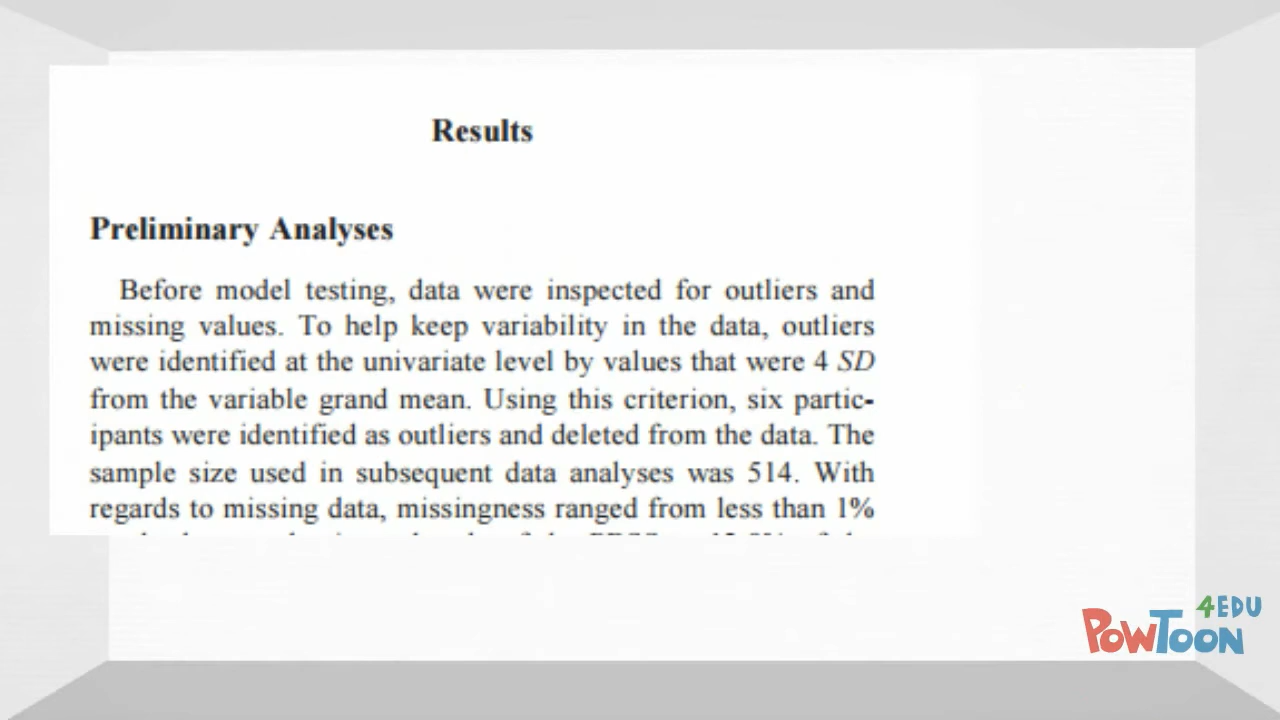 Results
Preliminary Analyses
Before model testing, data were inspected for outliers and
missing values. To help keep variability in the data, outliers
were identified at the univariate level by values that were 4 SD
from the variable grand mean. Using this criterion, six partic-
ipants were identified as outliers and deleted from the data. The
sample size used in subsequent data analyses was 514. With
regards to missing data, missingness ranged from less than 1%
4EDU
POWTOON